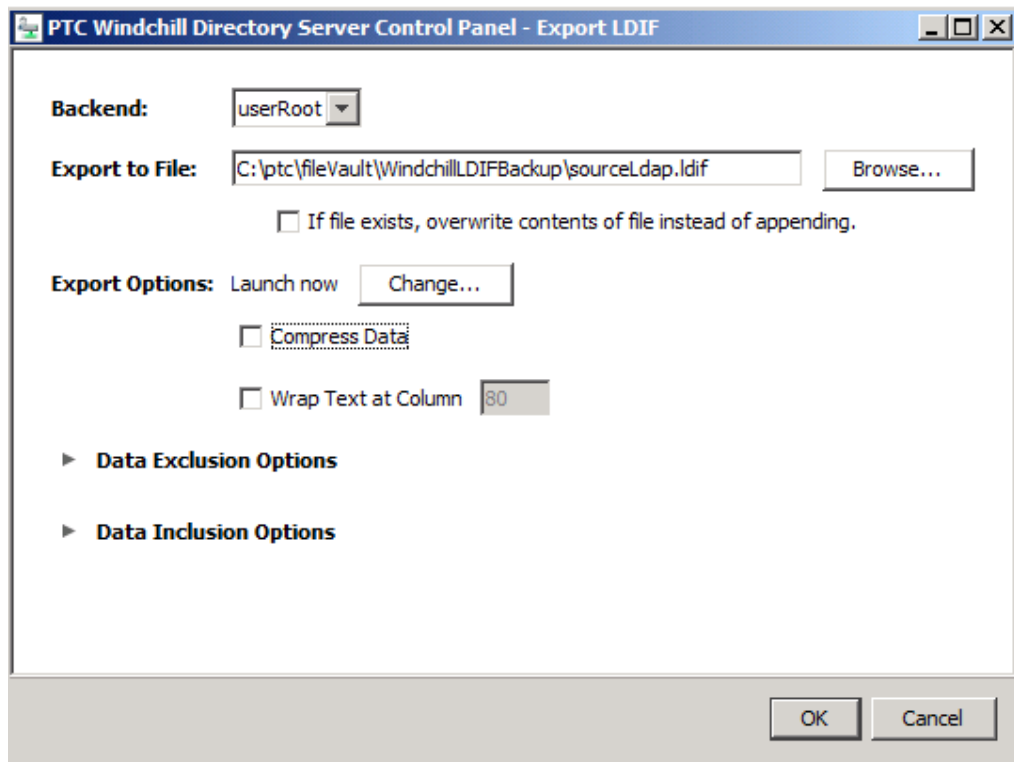 PTC Windchill Directory Server Control Panel - Export LDIF
Backend: userRoot
Export to File: C:\ptc\fileVault\WindchillLDIFBackup\sourceLdap.ldif Browse...
If file exists, overwrite contents of file instead of appending.
Export Options: Launch now Change...
Compress Data
Wrap Text at Column 80
Data Exclusion Options
Data Inclusion Options
OK Cancel